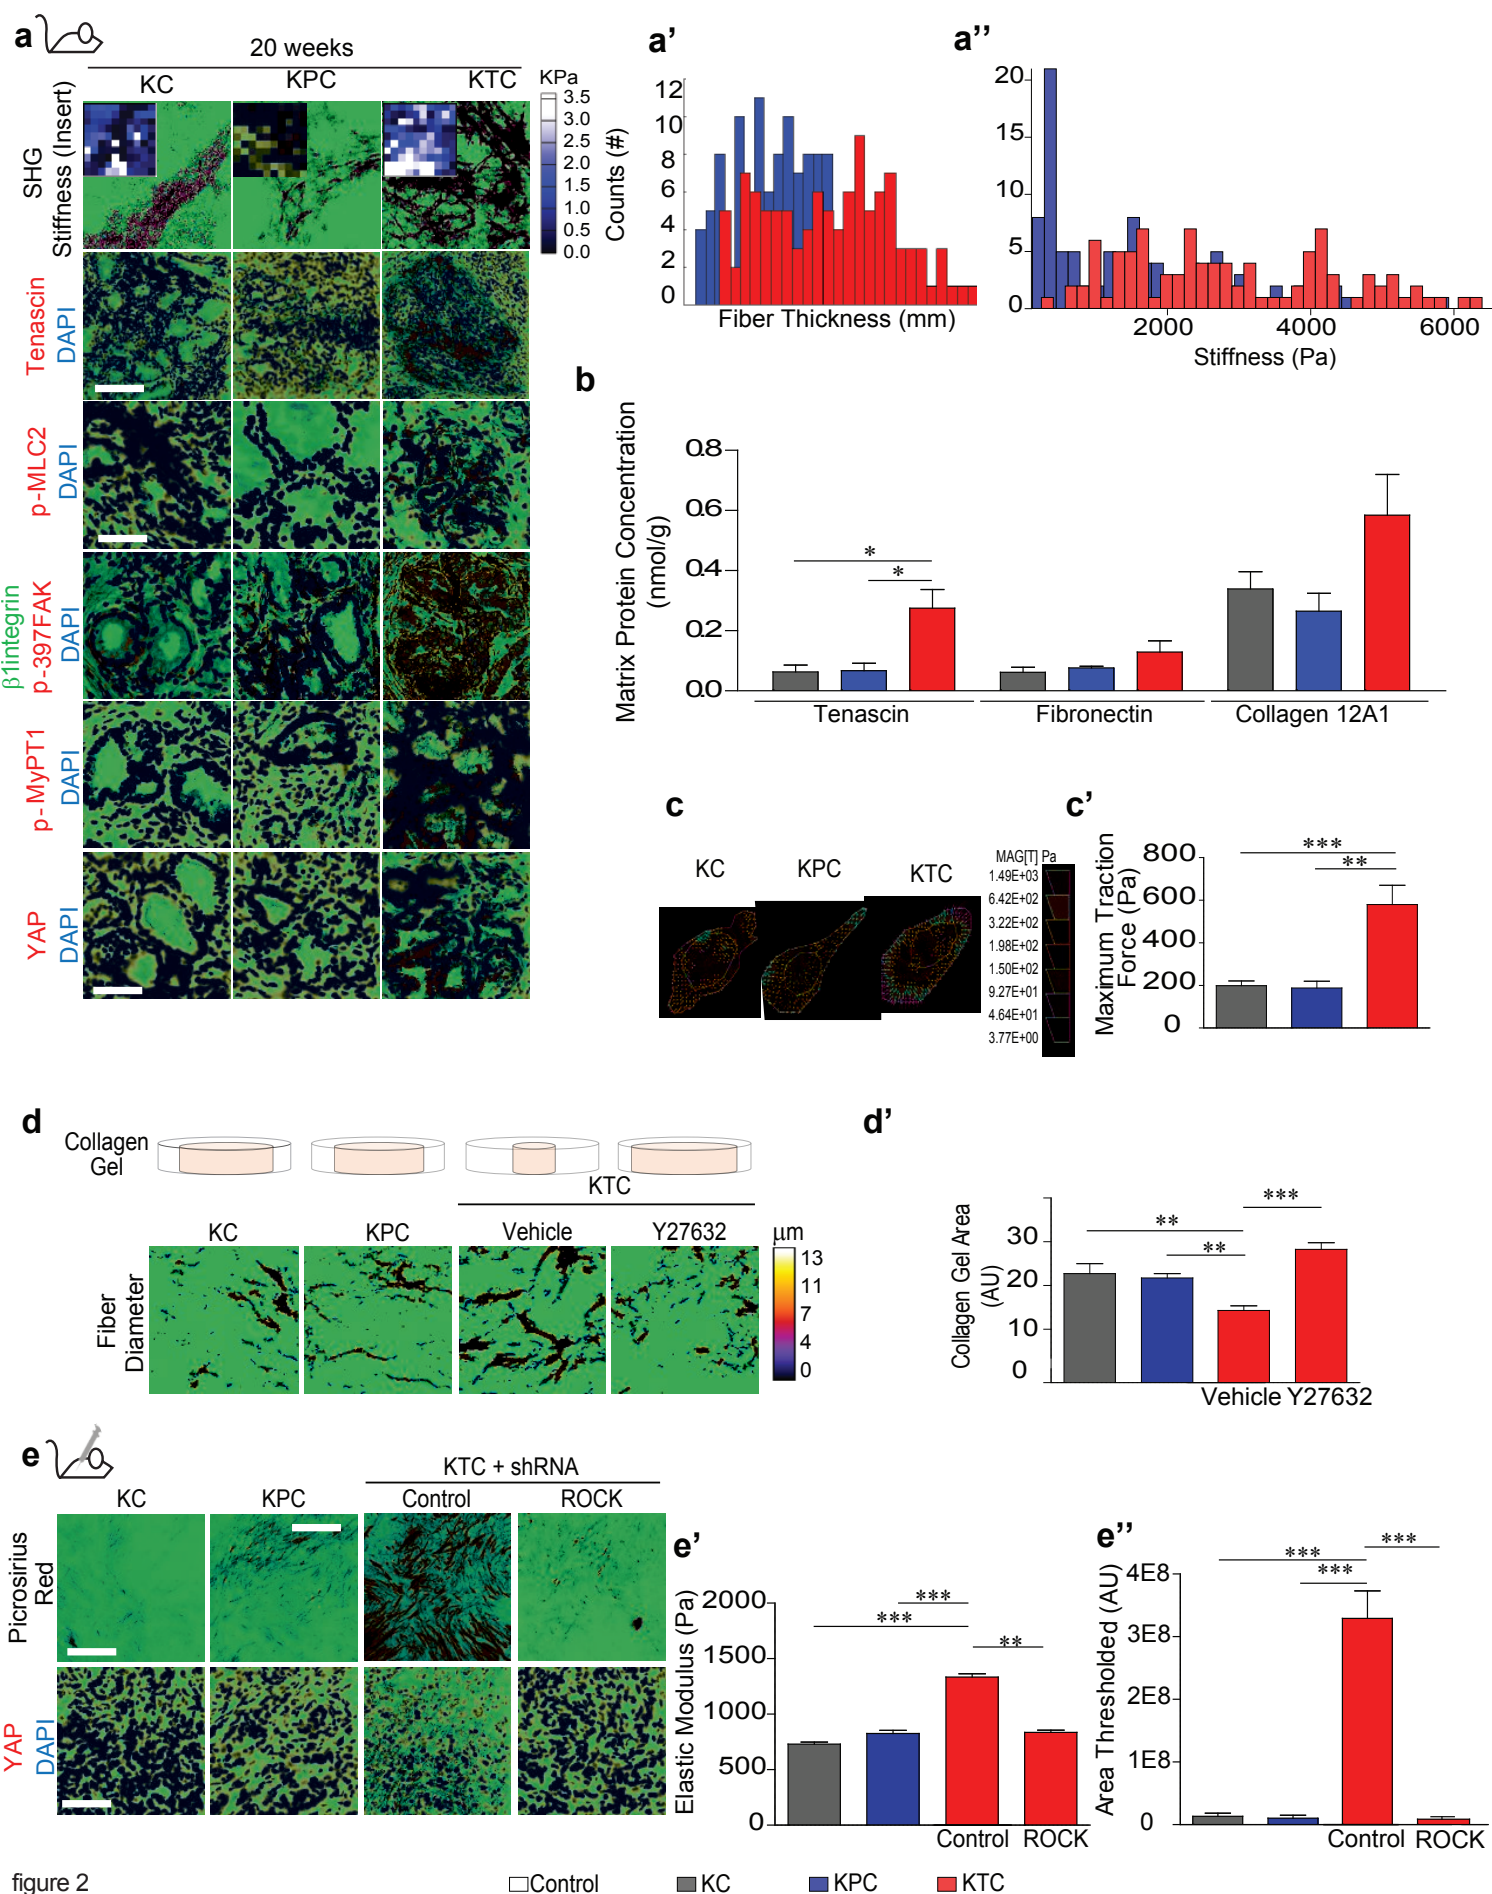 a
20 weeks
KC
KPC
KTC
SHG
Stiffness (Insert)
KPa
3.5
3.0
2.5
2.0
1.5
1.0
0.0
Tenascin
DAPI
p-MLC2
DAPI
β1integrin
p-397FAK
DAPI
p-MyPT1
DAPI
YAP
DAPI
a'
Counts (#)
12
10
8
6
4
2
0
Fiber Thickness (mm)
a''
20
15
10
5
0
2000 4000 6000
Stiffness (Pa)
b
Matrix Protein Concentration
(nmol/g)
0.8
0.6
0.4
0.2
0.0
*
*
Tenascin
Fibronectin
Collagen 12A1
c
KC
KPC
KTC
MAG[T] Pa
1.49E+03
6.42E+02
3.22E+02
1.98E+02
1.50E+02
9.27E+01
4.64E+01
3.77E+00
c'
Maximum Traction
Force (Pa)
800
600
400
200
0
***
**
d
Collagen
Gel
KTC
KC
KPC
Vehicle
Y27632
Fiber
Diameter
µm
13
11
7
4
0
d'
Collagen Gel Area
(AU)
30
20
10
0
***
**
**
Vehicle Y27632
e
KTC + shRNA
KC
KPC
Control
ROCK
Picrosirius
Red
YAP
DAPI
e'
Elastic Modulus (Pa)
2000
1500
1000
500
0
***
***
**
Control ROCK
e''
Area Thresholded (AU)
4E8
3E8
2E8
1E8
0
***
***
***
Control ROCK
figure 2
Control
KC
KPC
KTC